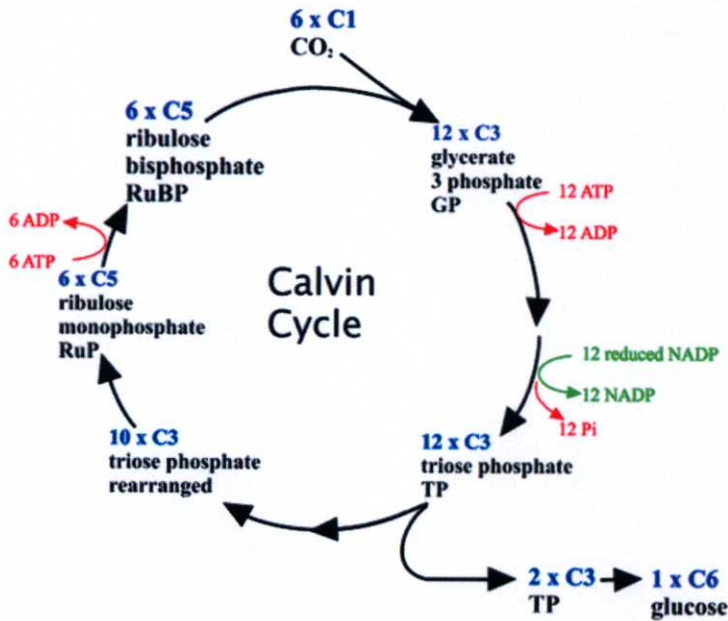 6 x C1
CO₂
12 x C3
glycerate
3 phosphate
GP
12 ATP
12 ADP
12 reduced NADP
12 NADP
12 Pi
12 x C3
triose phosphate
TP
2 x C3
TP
1 x C6
glucose
10 x C3
triose phosphate
rearranged
6 x C5
ribulose
monophosphate
RuP
6 ATP
6 ADP
6 x C5
ribulose
bisphosphate
RuBP
Calvin
Cycle